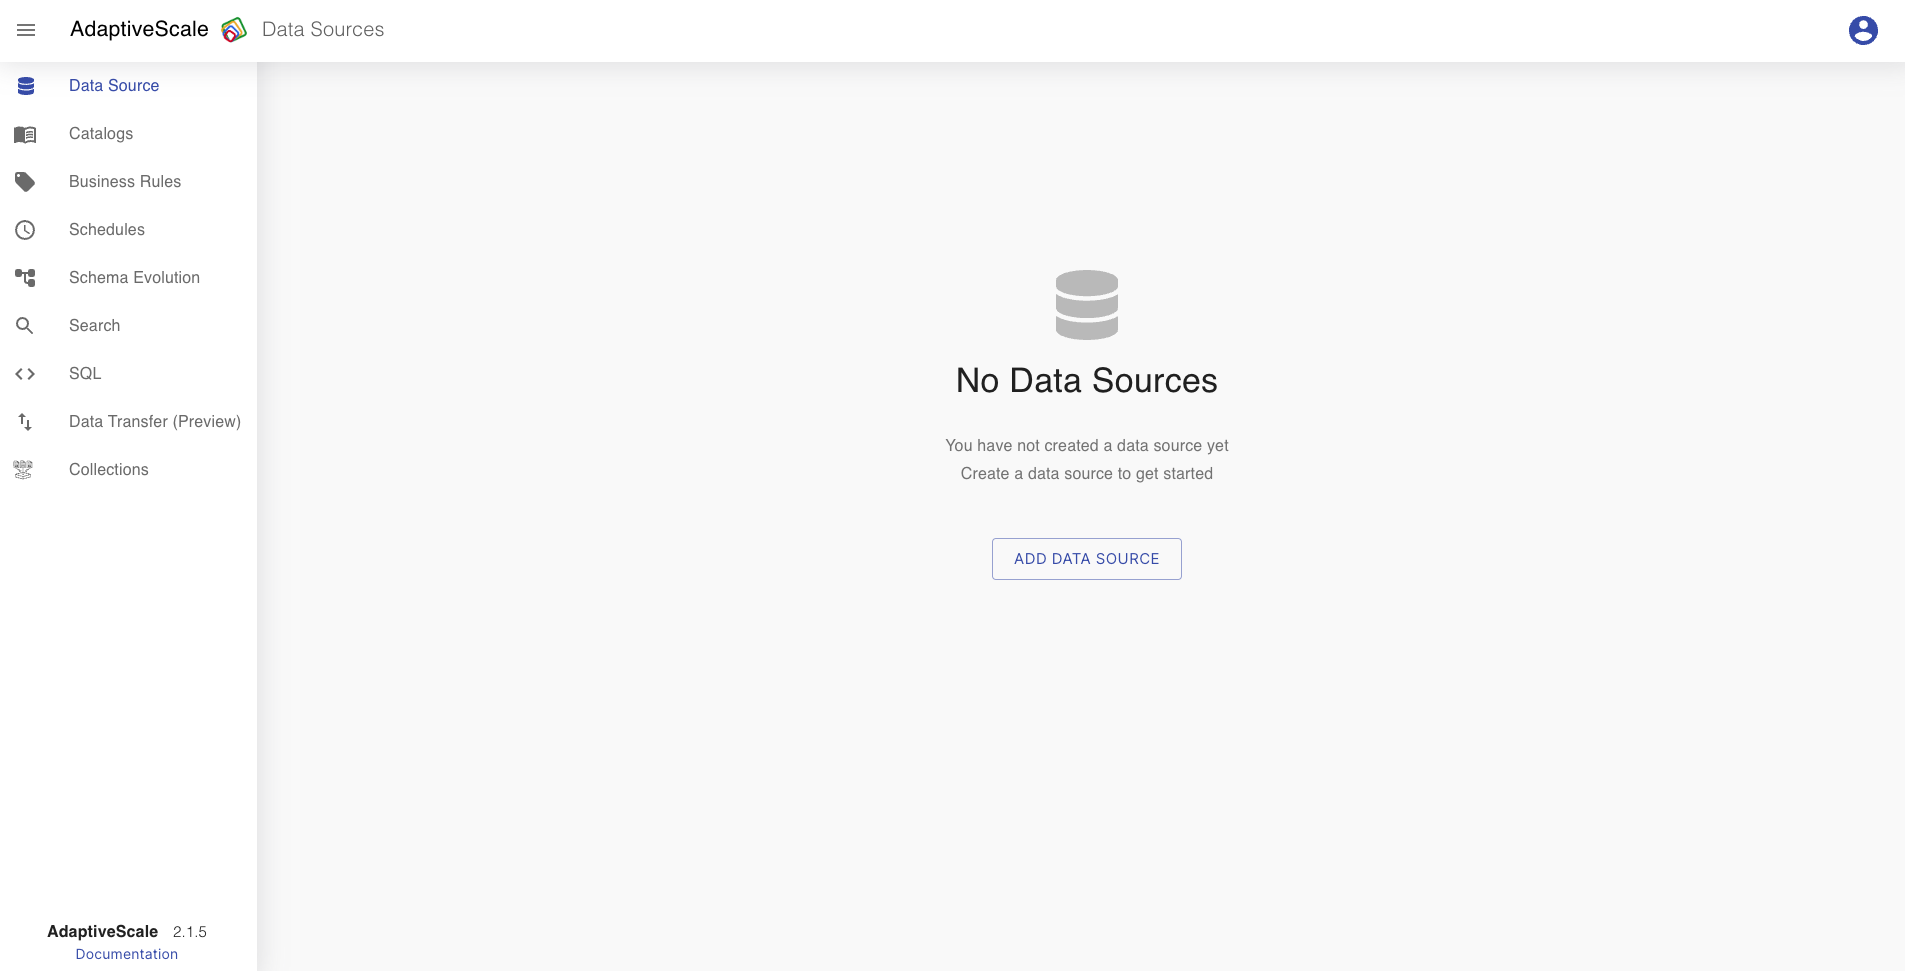 AdaptiveScale Data Sources
Data Source
Catalogs
Business Rules
Schedules
Schema Evolution
Search
SQL
Data Transfer (Preview)
Collections
No Data Sources
You have not created a data source yet
Create a data source to get started
ADD DATA SOURCE
AdaptiveScale 2.1.5
Documentation